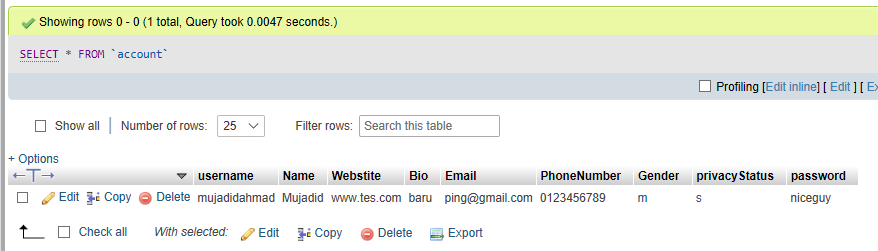 Showing rows 0 - 0 (1 total, Query took 0.0047 seconds.)
SELECT * FROM `account`
Profiling [Edit inline] [ Edit ] [ Ex
Show all Number of rows: 25 Filter rows: Search this table
+ Options
←T→ username Name Webstite Bio Email PhoneNumber Gender privacyStatus password
Edit Copy Delete mujadidahmad Mujadid www.tes.com baru ping@gmail.com 0123456789 m s niceguy
Check all With selected: Edit Copy Delete Export